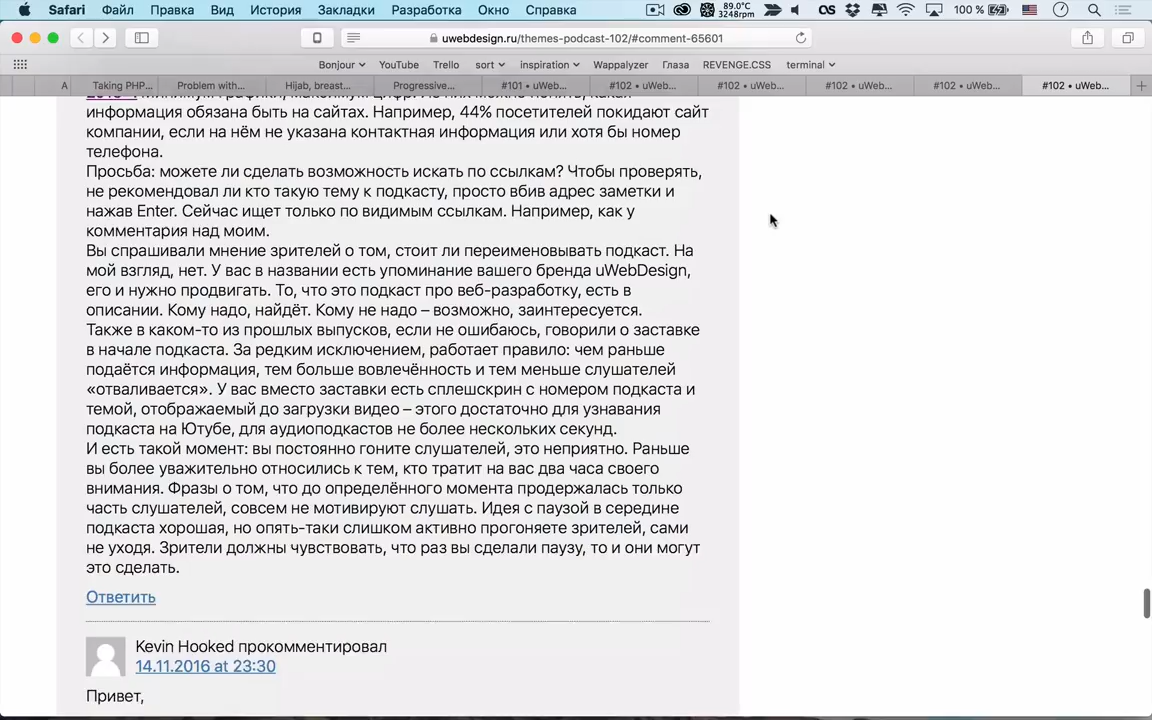 Safari Файл Правка Вид История Закладки Разработка Окно Справка
89.0°C
3248rpm
100 %
uwebdesign.ru/themes-podcast-102/#comment-65601
Bonjour YouTube Trello sort inspiration Wappalyzer Глаза REVENGE.CSS terminal
A Taking PHP... Problem with... Hijab, breast... Progressive... #101 • uWeb... #102 • uWeb... #102 • uWeb... #102 • uWeb... #102 • uWeb... #102 • uWeb...
информация обязана быть на сайтах. Например, 44% посетителей покидают сайт
компании, если на нём не указана контактная информация или хотя бы номер
телефона.
Просьба: можете ли сделать возможность искать по ссылкам? Чтобы проверять,
не рекомендовал ли кто такую тему к подкасту, просто вбив адрес заметки и
нажав Enter. Сейчас ищет только по видимым ссылкам. Например, как у
комментария над моим.
Вы спрашивали мнение зрителей о том, стоит ли переименовывать подкаст. На
мой взгляд, нет. У вас в названии есть упоминание вашего бренда uWebDesign,
его и нужно продвигать. То, что это подкаст про веб-разработку, есть в
описании. Кому надо, найдёт. Кому не надо – возможно, заинтересуется.
Также в каком-то из прошлых выпусков, если не ошибаюсь, говорили о заставке
в начале подкаста. За редким исключением, работает правило: чем раньше
подаётся информация, тем больше вовлечённость и тем меньше слушателей
«отваливается». У вас вместо заставки есть сплешскрин с номером подкаста и
темой, отображаемый до загрузки видео – этого достаточно для узнавания
подкаста на Ютубе, для аудиоподкастов не более нескольких секунд.
И есть такой момент: вы постоянно гоните слушателей, это неприятно. Раньше
вы более уважительно относились к тем, кто тратит на вас два часа своего
внимания. Фразы о том, что до определённого момента продержалась только
часть слушателей, совсем не мотивируют слушать. Идея с паузой в середине
подкаста хорошая, но опять-таки слишком активно прогоняете зрителей, сами
не уходя. Зрители должны чувствовать, что раз вы сделали паузу, то и они могут
это сделать.
Ответить
Kevin Hooked прокомментировал
14.11.2016 at 23:30
Привет,